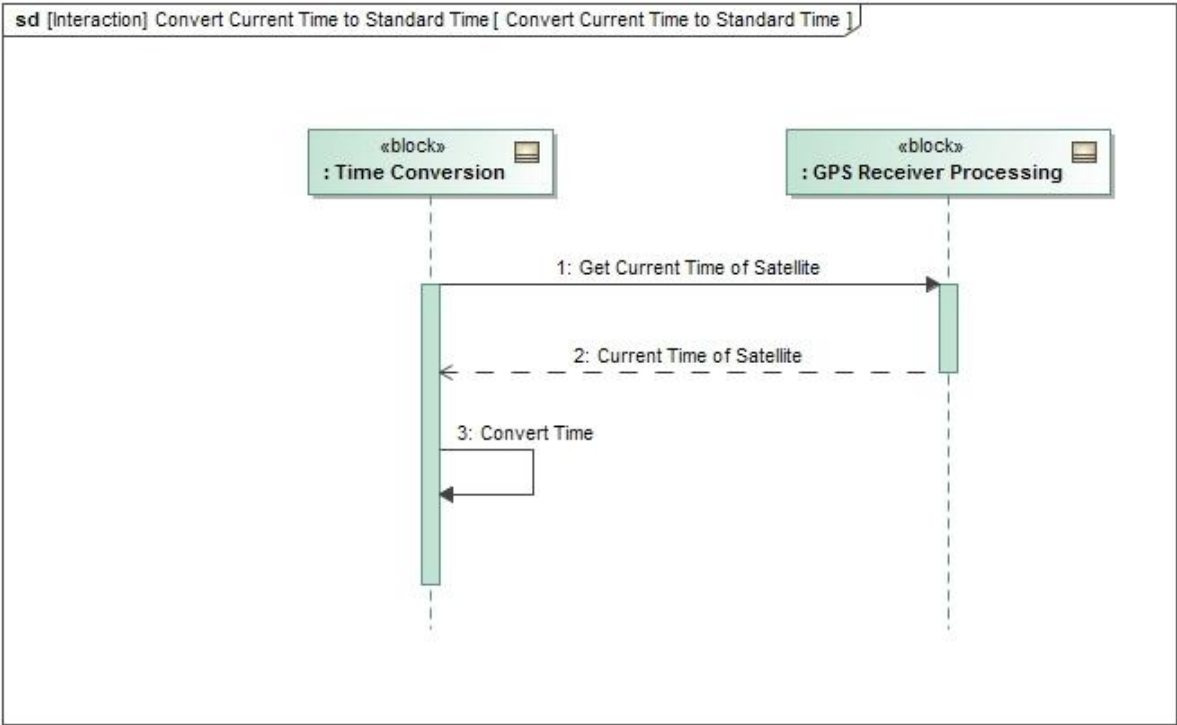 sd [Interaction] Convert Current Time to Standard Time [ Convert Current Time to Standard Time ]
«block»
: Time Conversion
«block»
: GPS Receiver Processing
1: Get Current Time of Satellite
2: Current Time of Satellite
3: Convert Time